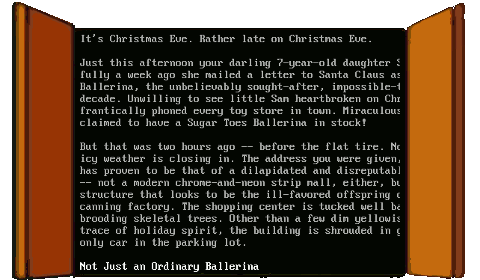 It's Christmas Eve. Rather late on Christmas Eve.
Just this afternoon your darling 7-year-old daughter S
fully a week ago she mailed a letter to Santa Claus as
Ballerina, the unbelievably sought-after, impossible-t
decade. Unwilling to see little Sam heartbroken on Chr
frantically phoned every toy store in town. Miraculous
claimed to have a Sugar Toes Ballerina in stock!
But that was two hours ago -- before the flat tire. No
icy weather is closing in. The address you were given,
has proven to be that of a dilapidated and disreputabl
-- not a modern chrome-and-neon strip mall, either, bu
structure that looks to be the ill-favored offspring o
canning factory. The shopping center is tucked well ba
brooding skeletal trees. Other than a few dim yellowis
trace of holiday spirit, the building is shrouded in g
only car in the parking lot.
Not Just an Ordinary Ballerina